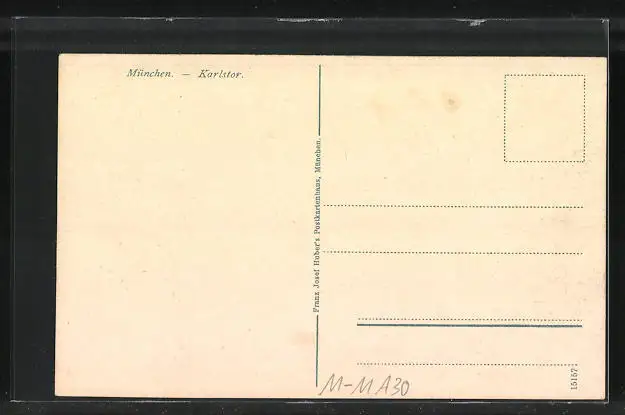 München. — Karlstor.
Franz Josef Huber's Postkartenhaus, München.
M-MA30
15157